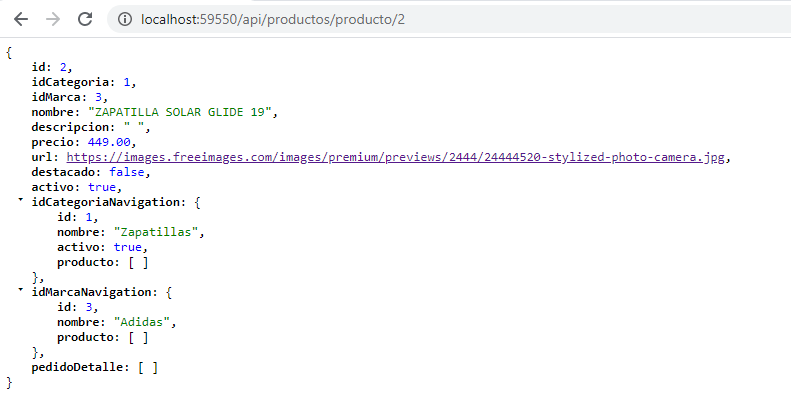 localhost:59550/api/productos/producto/2
{
id: 2,
idCategoria: 1,
idMarca: 3,
nombre: "ZAPATILLA SOLAR GLIDE 19",
descripcion: " ",
precio: 449.00,
url: https://images.freeimages.com/images/premium/previews/2444/24444520-stylized-photo-camera.jpg,
destacado: false,
activo: true,
idCategoriaNavigation: {
id: 1,
nombre: "Zapatillas",
activo: true,
producto: [ ]
},
idMarcaNavigation: {
id: 3,
nombre: "Adidas",
producto: [ ]
},
pedidoDetalle: [ ]
}